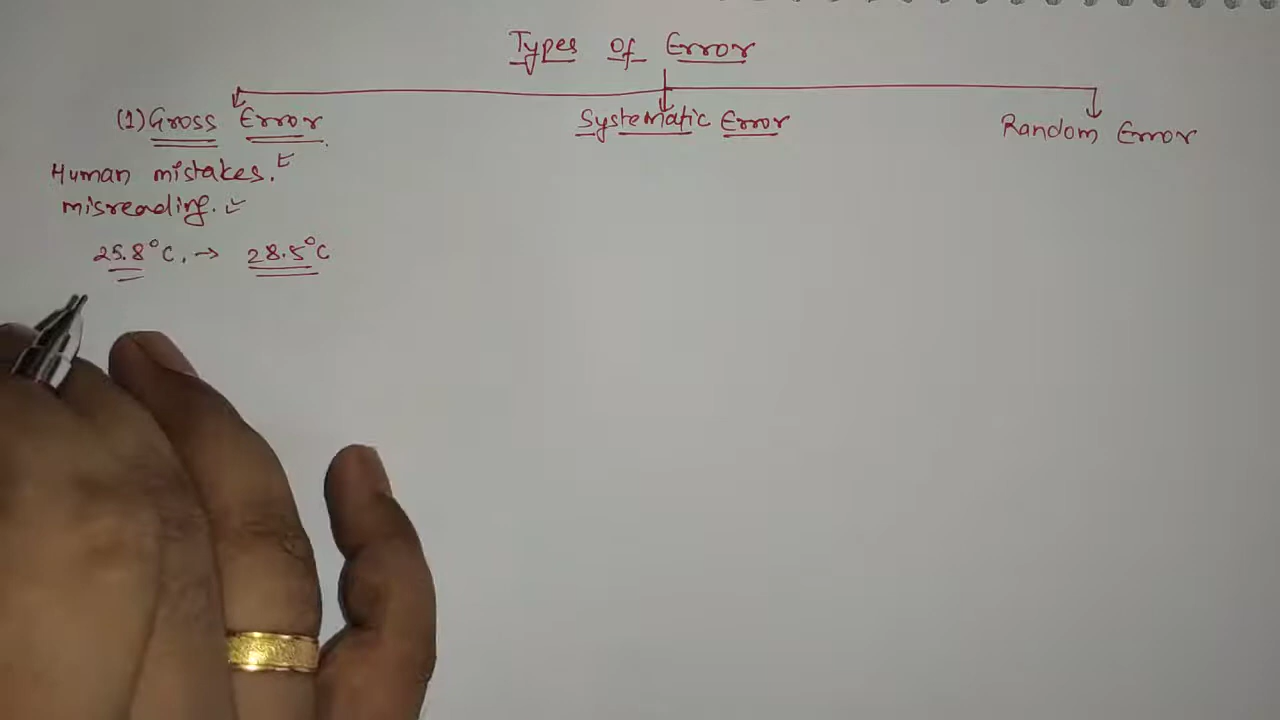 Types of Error
(1) Gross Error
Systematic Error
Random Error
Human mistakes.
misreading.
25.8°C, → 28.5°C